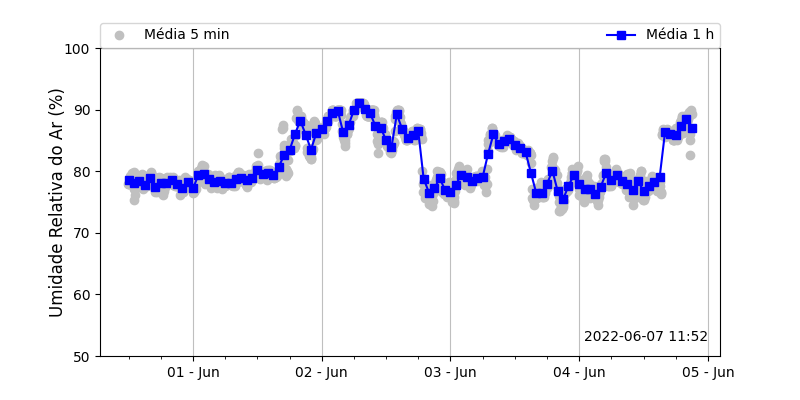 Média 5 min
Média 1 h
Umidade Relativa do Ar (%)
100
90
80
70
60
50
2022-06-07 11:52
01 - Jun
02 - Jun
03 - Jun
04 - Jun
05 - Jun